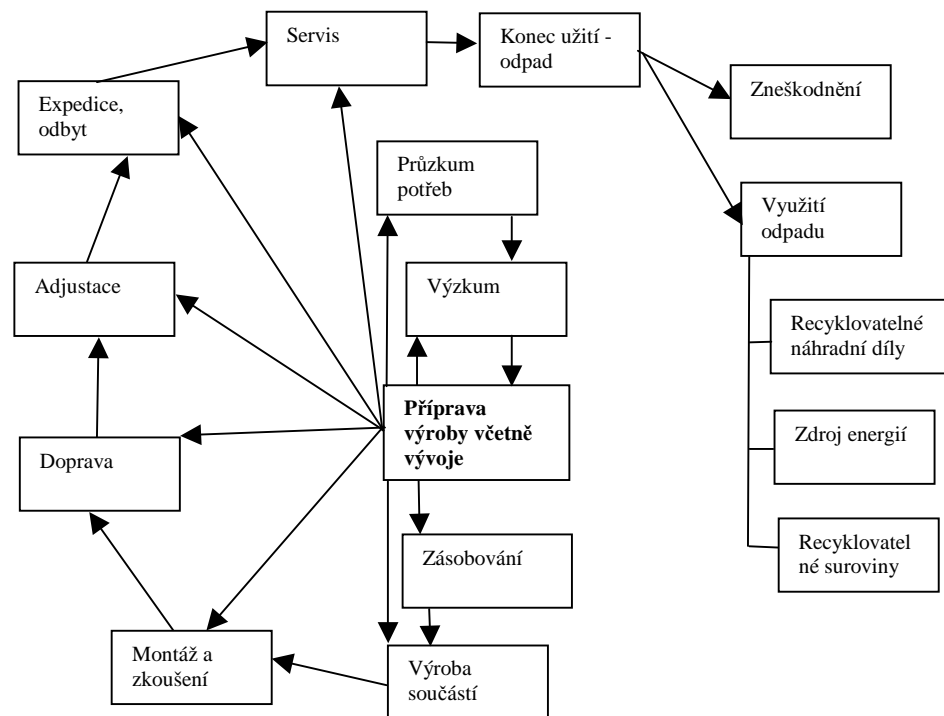 Servis
Konec užití -
odpad
Zneškodnění
Expedice,
odbyt
Průzkum
potřeb
Využití
odpadu
Adjustace
Výzkum
Recyklovatelné
náhradní díly
Příprava
výroby včetně
vývoje
Doprava
Zdroj energií
Zásobování
Recyklovatel
né suroviny
Montáž a
zkoušení
Výroba
součástí